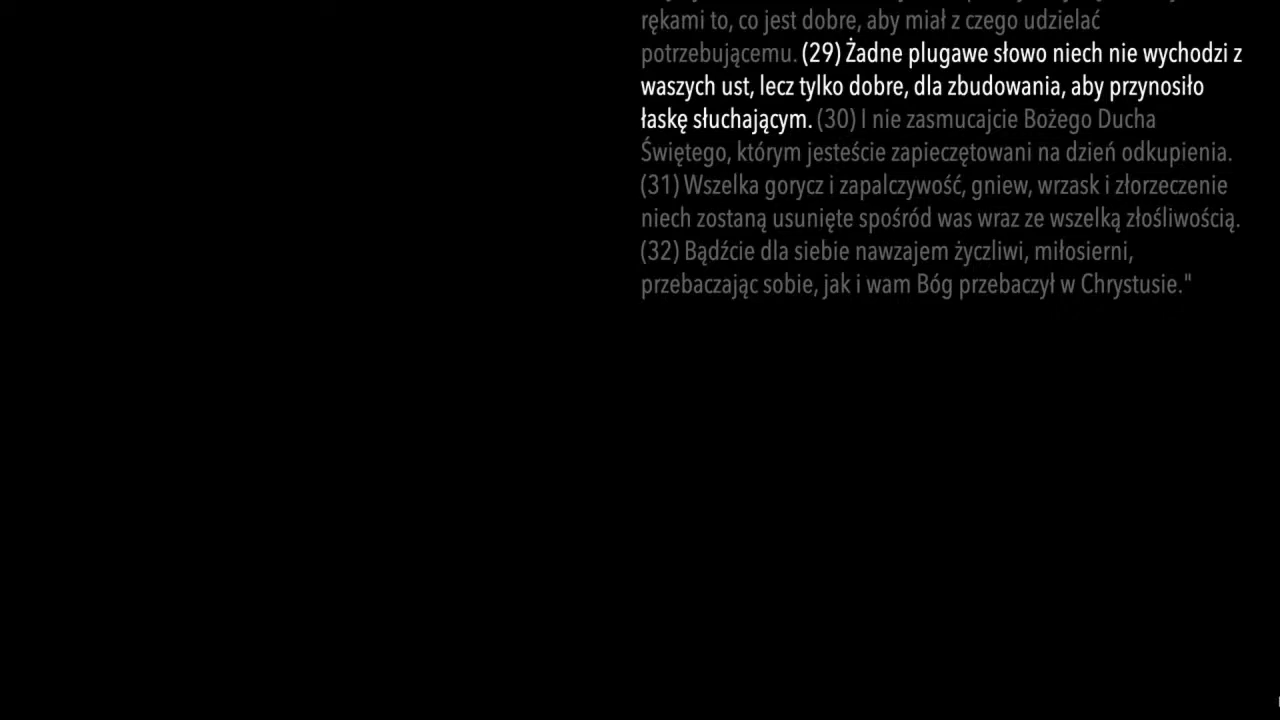 rękami to, co jest dobre, aby miał z czego udzielać
potrzebującemu. (29) Żadne plugawe słowo niech nie wychodzi z
waszych ust, lecz tylko dobre, dla zbudowania, aby przynosiło
łaskę słuchającym. (30) I nie zasmucajcie Bożego Ducha
Świętego, którym jesteście zapieczętowani na dzień odkupienia.
(31) Wszelka gorycz i zapalczywość, gniew, wrzask i złorzeczenie
niech zostaną usunięte spośród was wraz ze wszelką złośliwością.
(32) Bądźcie dla siebie nawzajem życzliwi, miłosierni,
przebaczając sobie, jak i wam Bóg przebaczył w Chrystusie."